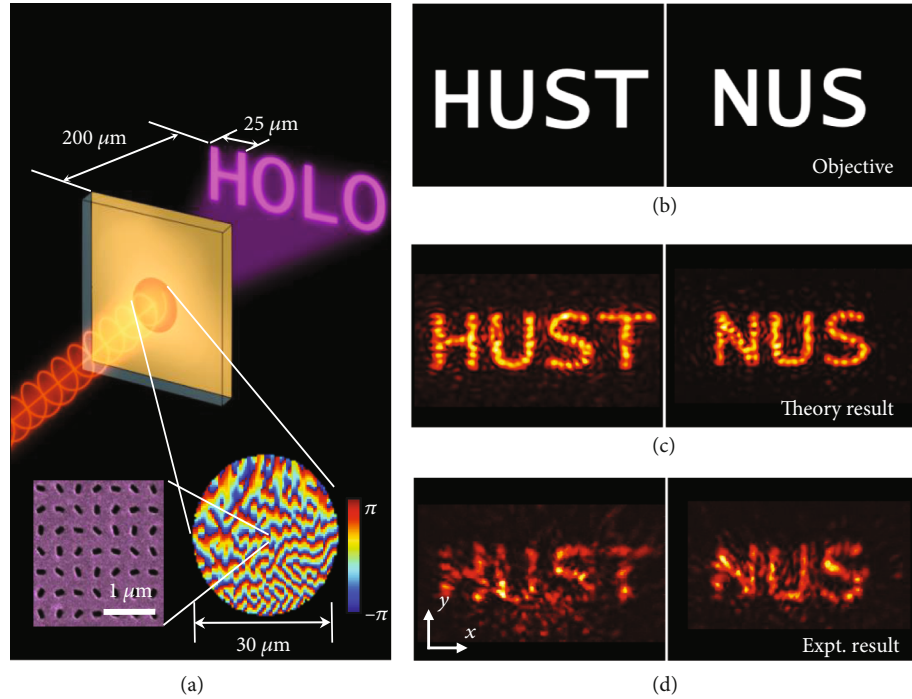 200 μm
25 μm
HOLO
1 μm
π
−π
30 μm
(a)
HUST
NUS
Objective
(b)
HUST
NUS
Theory result
(c)
HUST
NUS
y
x
Expt. result
(d)